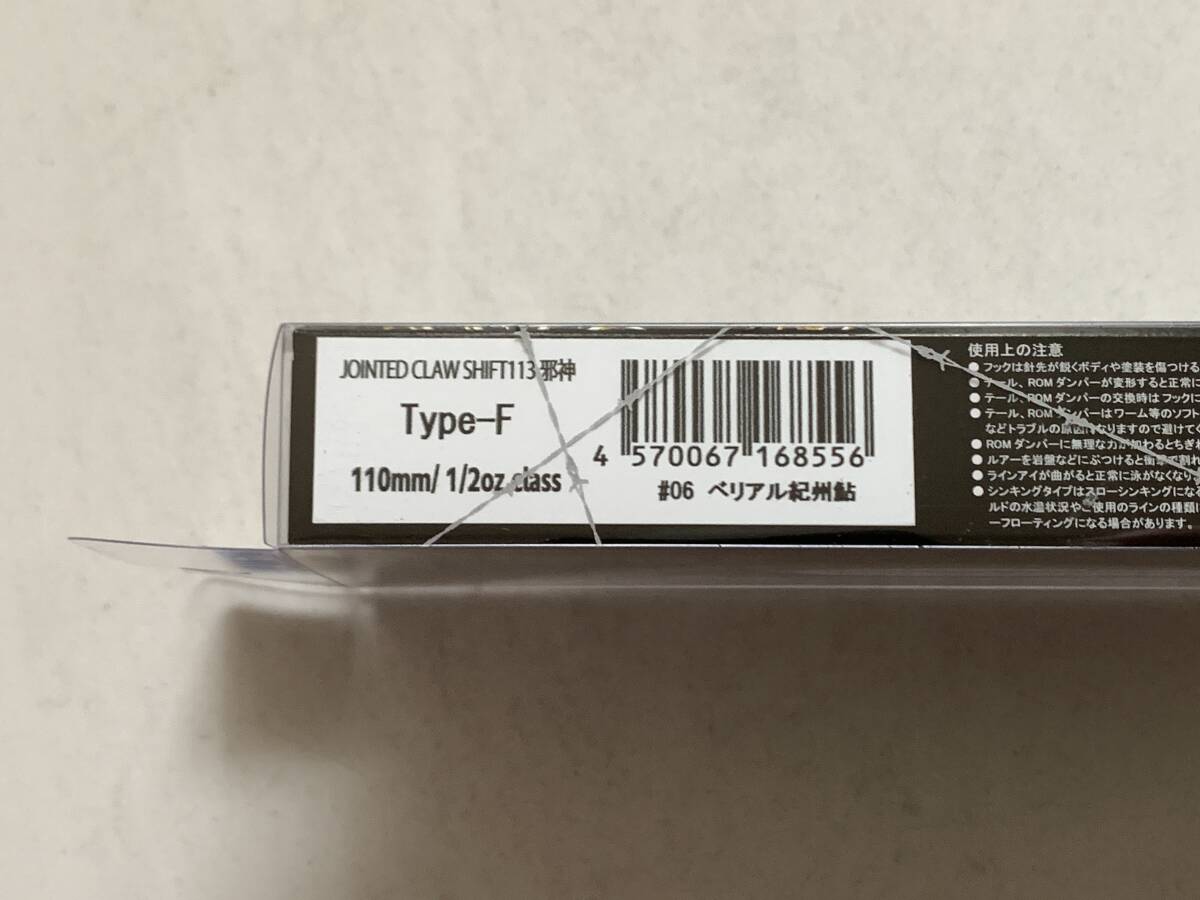 JOINTED CLAW SHIFT113 邪神
Type-F
110mm/ 1/2oz class
4 570067 168556
#06 ベリアル紀州鮎
使用上の注意
●フックは針先が鋭くボディや塗装を傷つける
●テール、ROMダンパーが変形すると正常に
●テール、ROMダンパーの交換時はフックに
●テール、ROMダンパーはワーム等のソフト
などトラブルの原因になりますので避けてく
●ROMダンパーに無理な力が加わるとちぎれ
●ルアーを岩盤などにぶつけると衝撃で割れ
●ラインアイが曲がると正常に泳がなくなり
●シンキングタイプはスローシンキングにな
ルドの水温状況やご使用のラインの種類
ーフローティングになる場合があります。